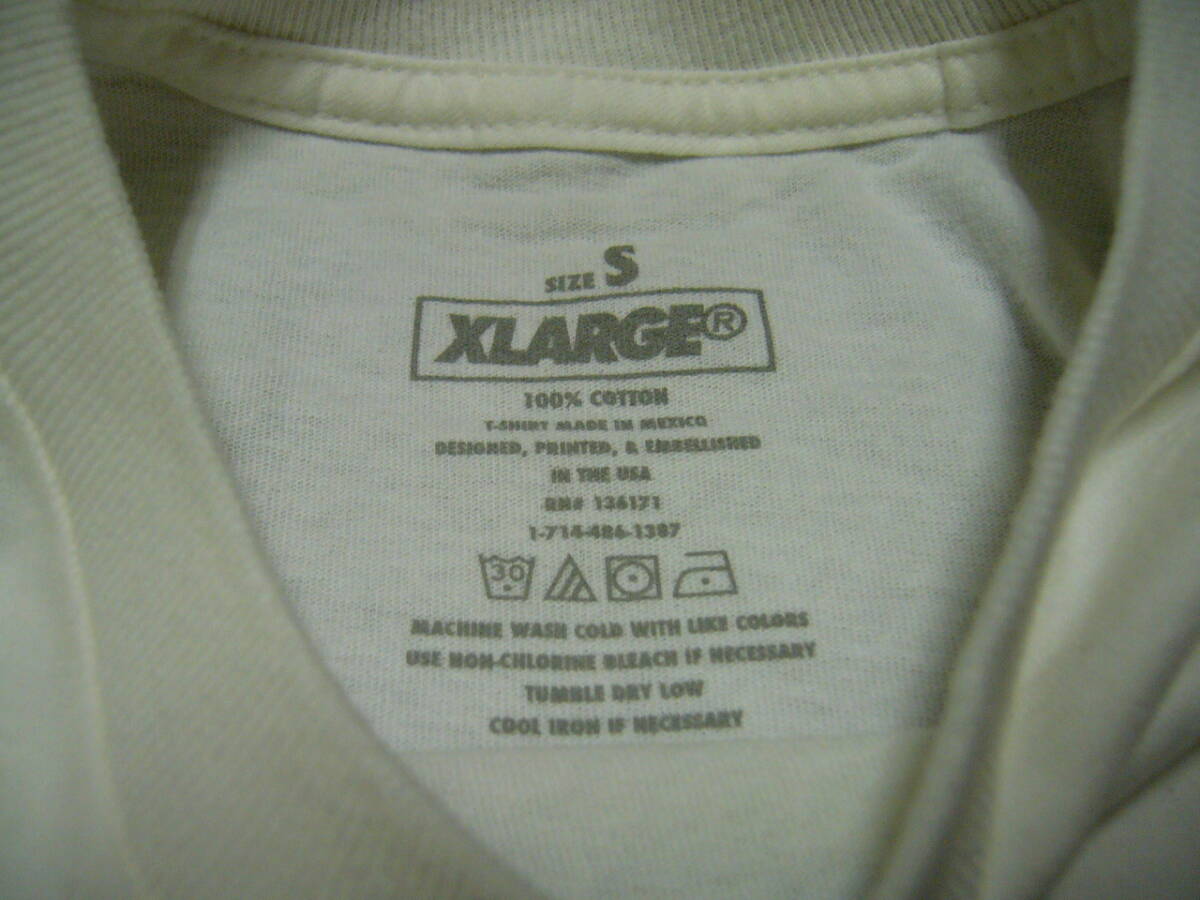 SIZE S
XLARGE®
100% COTTON
T-SHIRT MADE IN MEXICO
DESIGNED, PRINTED, & EMBELLISHED
IN THE USA
RN# 136171
1-714-486-1387
30
MACHINE WASH COLD WITH LIKE COLORS
USE NON-CHLORINE BLEACH IF NECESSARY
TUMBLE DRY LOW
COOL IRON IF NECESSARY